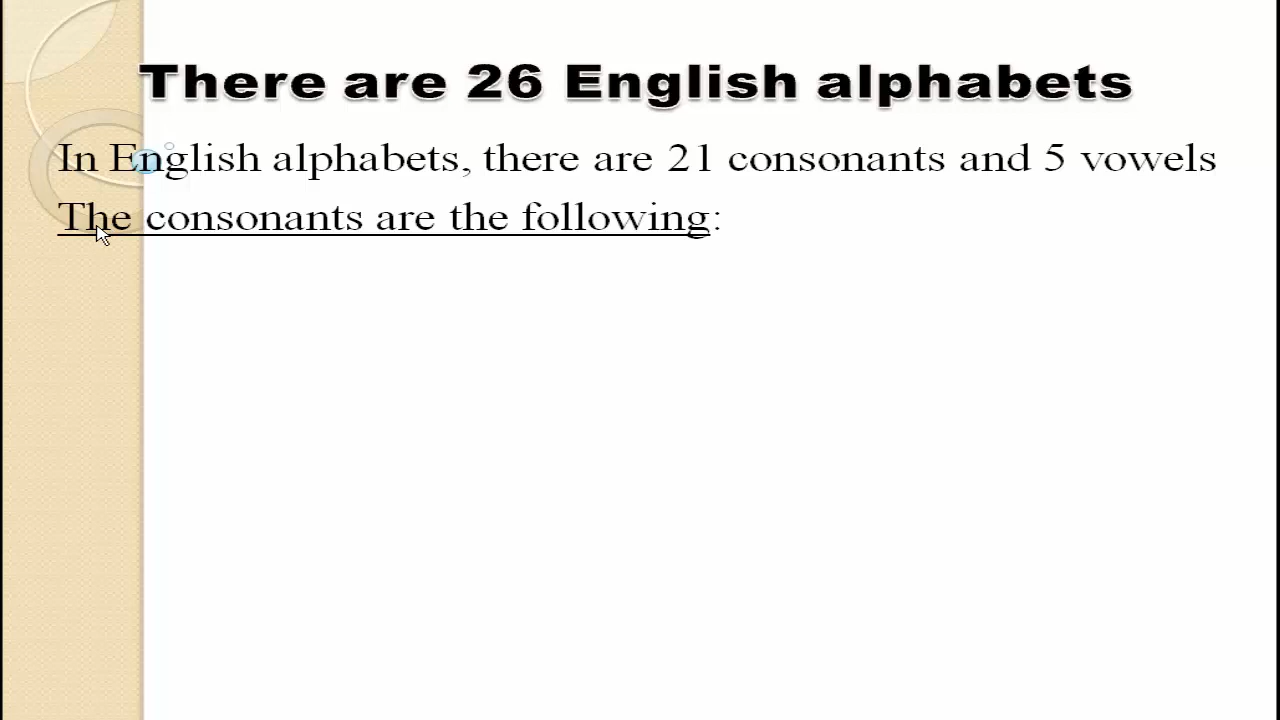 There are 26 English alphabets
In English alphabets, there are 21 consonants and 5 vowels
The consonants are the following: